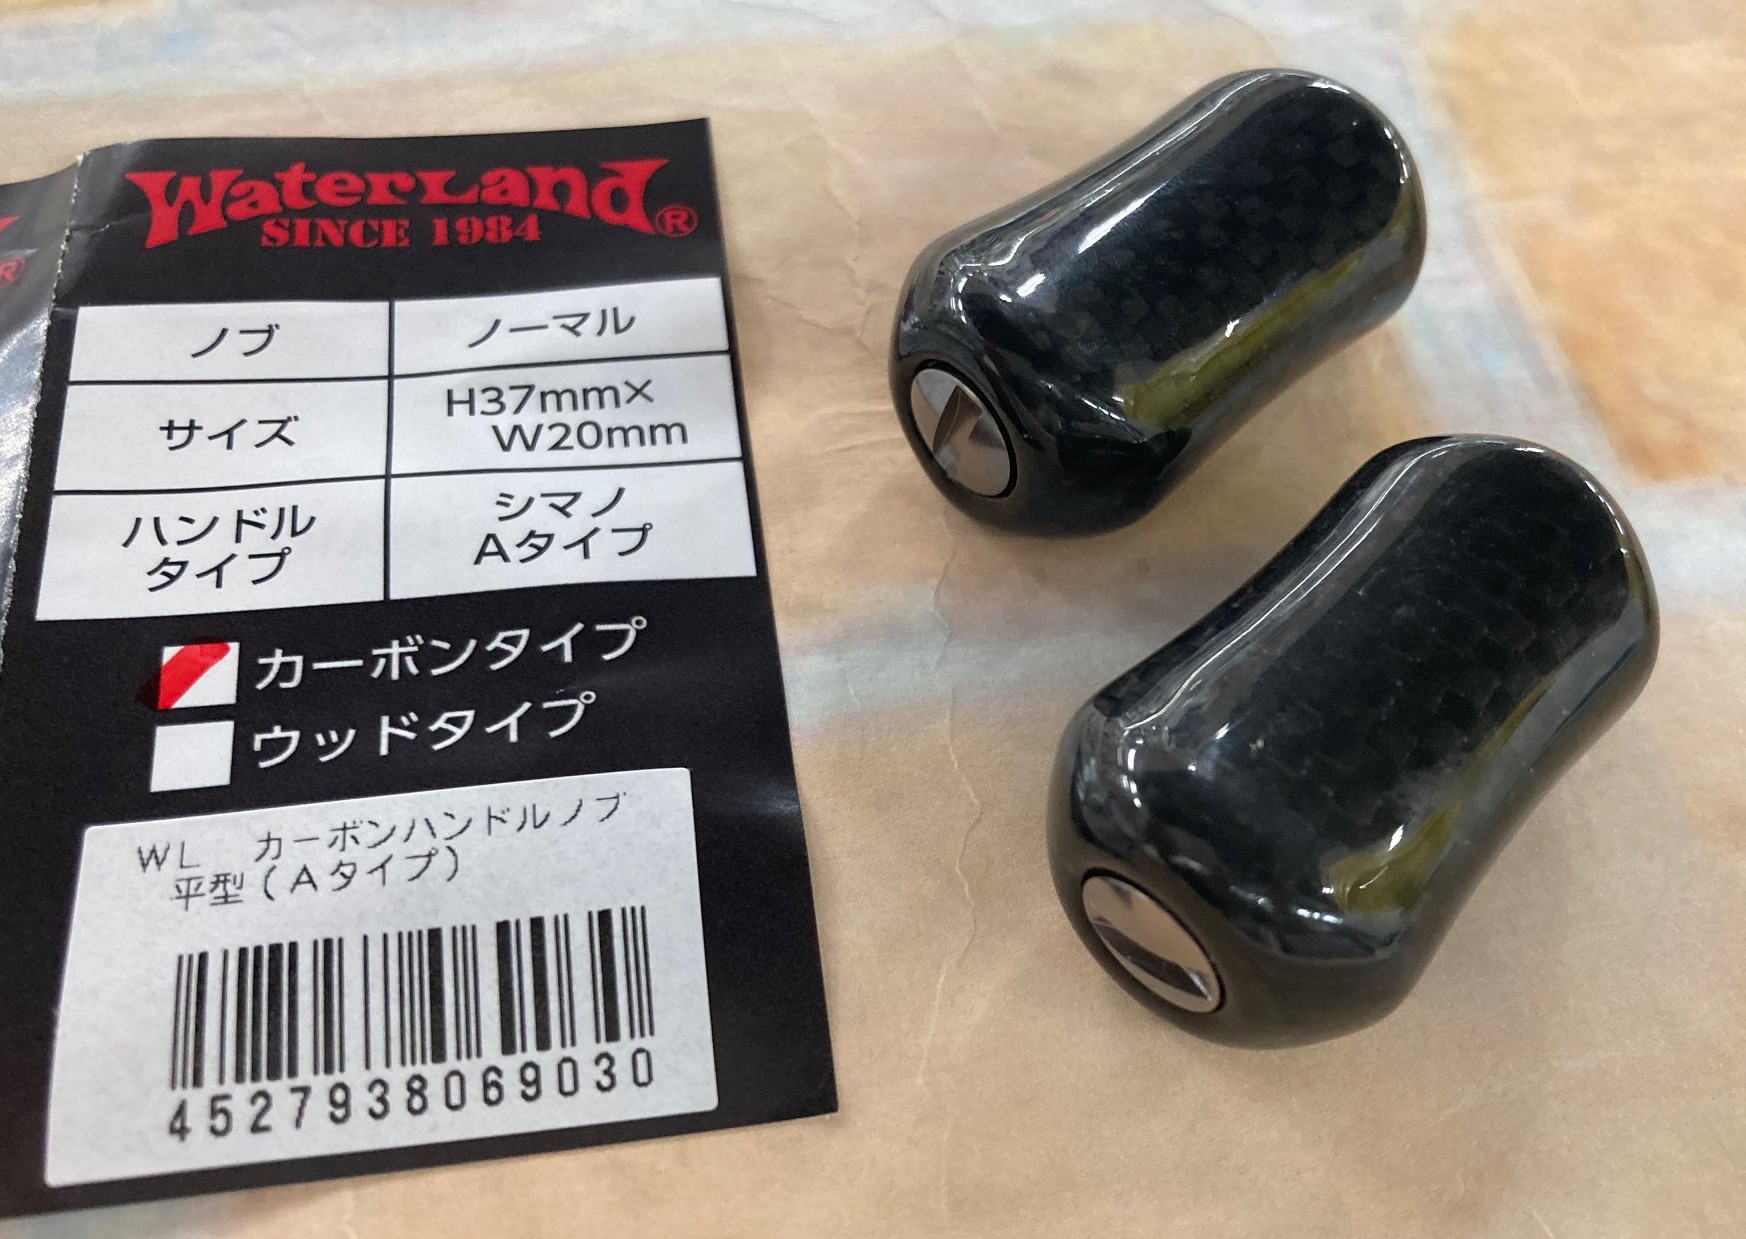 WaterLand®
SINCE 1984
ノブ
ノーマル
サイズ
H37mm×
W20mm
ハンドル
タイプ
シマノ
Aタイプ
カーボンタイプ
ウッドタイプ
WL カーボンハンドルノブ
平型(Aタイプ)
4527938069030
®